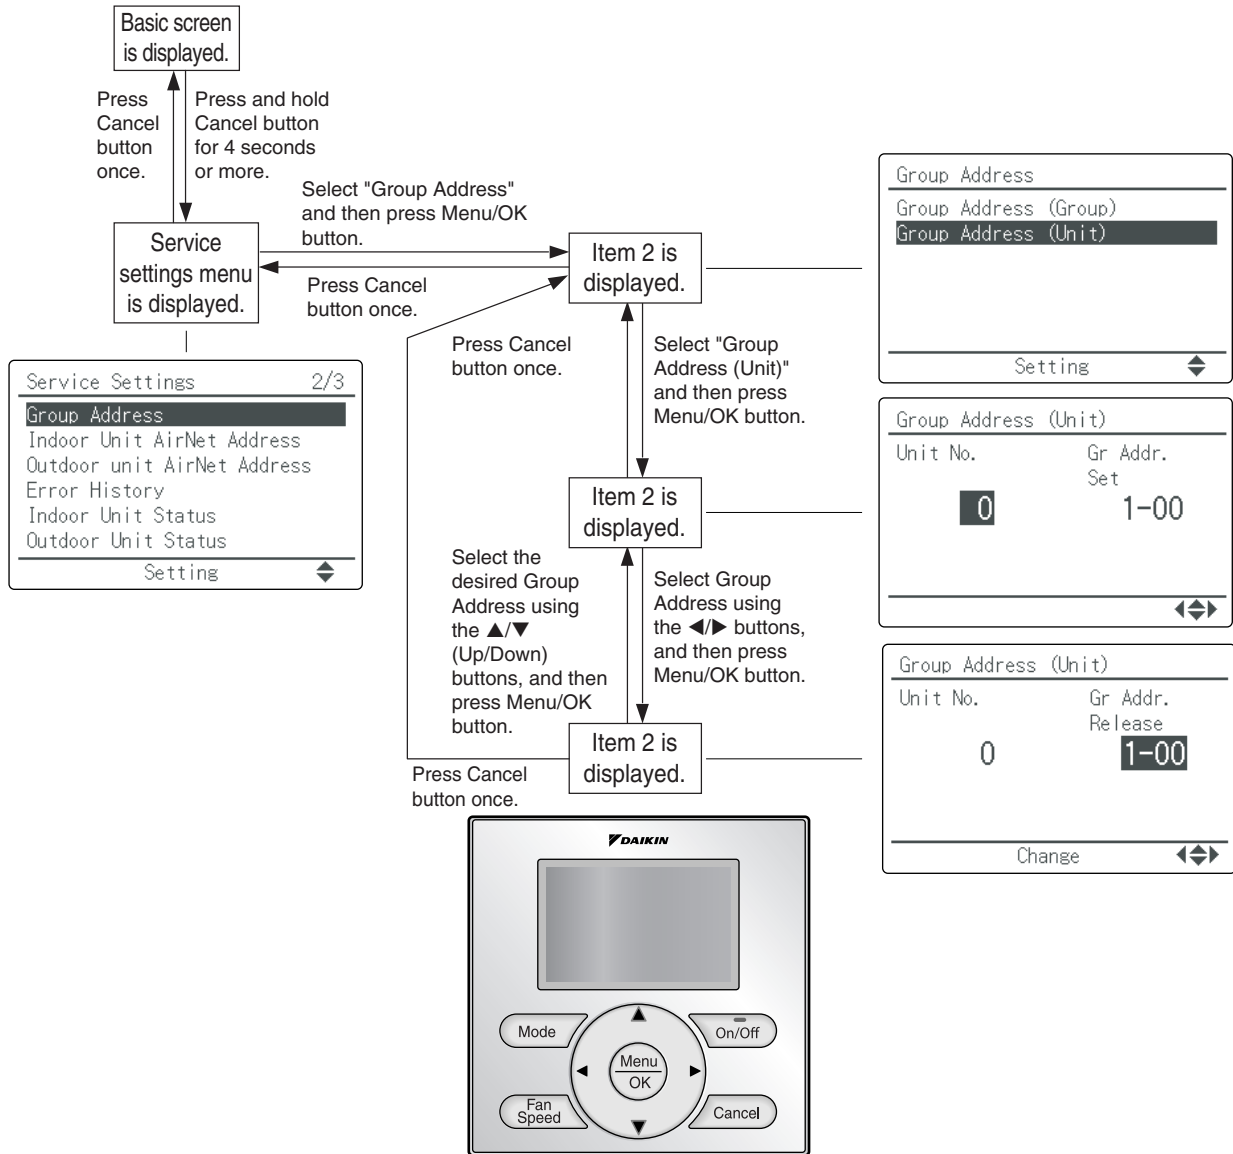 Basic screen
is displayed.
Press
Cancel
button
once.
Press and hold
Cancel button
for 4 seconds
or more.
Select "Group Address"
and then press Menu/OK
button.
Service
settings menu
is displayed.
Press Cancel
button once.
Item 2 is
displayed.
Group Address
Group Address (Group)
Group Address (Unit)
Setting
Press Cancel
button once.
Select "Group
Address (Unit)"
and then press
Menu/OK button.
Service Settings 2/3
Group Address
Indoor Unit AirNet Address
Outdoor unit AirNet Address
Error History
Indoor Unit Status
Outdoor Unit Status
Setting
Item 2 is
displayed.
Group Address (Unit)
Unit No. Gr Addr.
Set
0 1-00
Select the
desired Group
Address using
the ▲/▼
(Up/Down)
buttons, and then
press Menu/OK
button.
Select Group
Address using
the ◀/▶ buttons,
and then press
Menu/OK button.
Item 2 is
displayed.
Press Cancel
button once.
Group Address (Unit)
Unit No. Gr Addr.
Release
0 1-00
Change
DAIKIN
Mode
On/Off
Menu
OK
Fan
Speed
Cancel